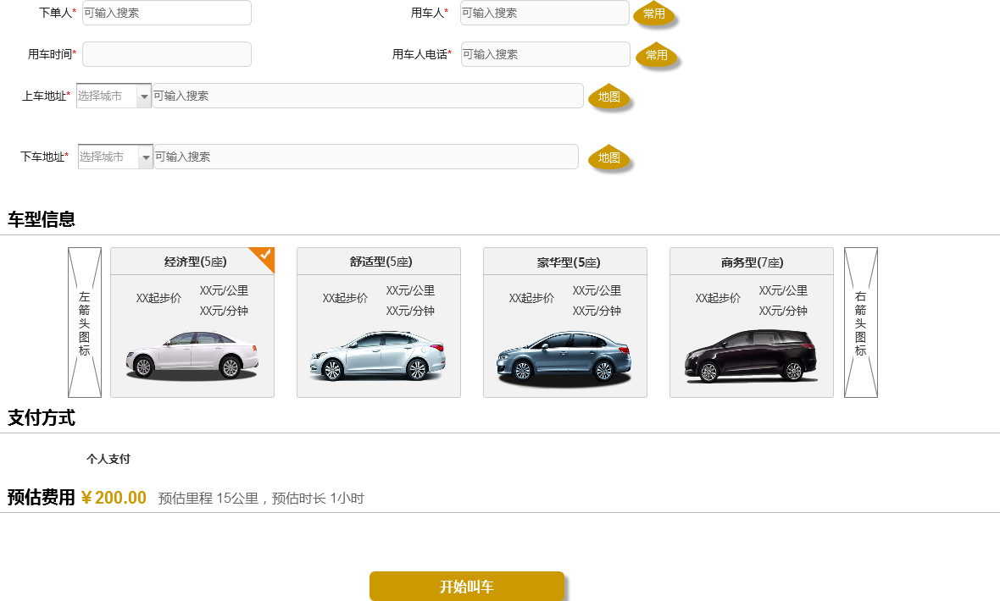 下单人* 可输入搜索 用车人* 可输入搜索 常用
用车时间* 用车人电话* 可输入搜索 常用
上车地址* 选择城市 可输入搜索 地图
下车地址* 选择城市 可输入搜索 地图
车型信息
左箭头图标
经济型(5座)
XX起步价
XX元/公里
XX元/分钟
舒适型(5座)
XX起步价
XX元/公里
XX元/分钟
豪华型(5座)
XX起步价
XX元/公里
XX元/分钟
商务型(7座)
XX起步价
XX元/公里
XX元/分钟
右箭头图标
支付方式
个人支付
预估费用 ¥200.00 预估里程 15公里，预估时长 1小时
开始叫车